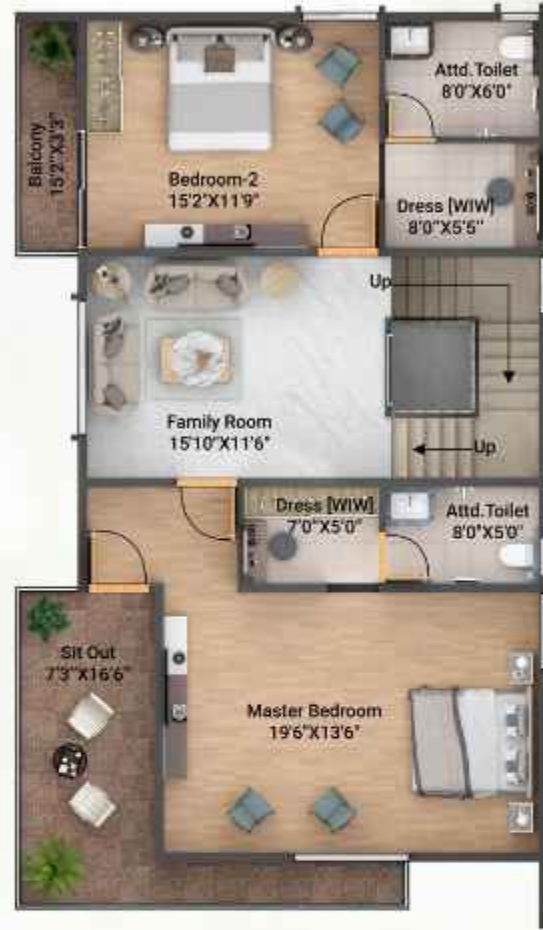 Balcony
15'2"X3'3"
Bedroom-2
15'2"X11'9"
Attd.Toilet
8'0"X6'0"
Dress [WIW]
8'0"X5'5"
Up
Family Room
15'10"X11'6"
Up
Dress [WIW]
7'0"X5'0"
Attd.Toilet
8'0"X5'0"
Sit Out
7'3"X16'6"
Master Bedroom
19'6"X13'6"